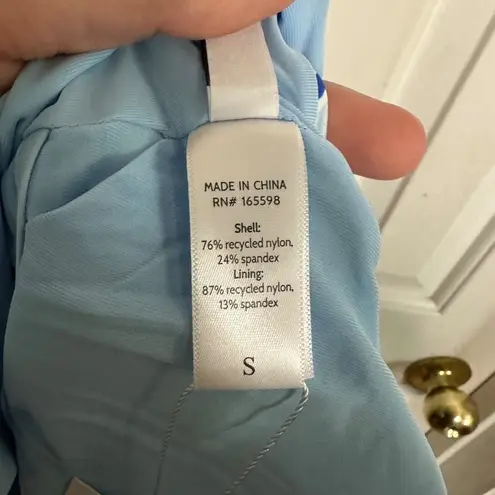 MADE IN CHINA
RN# 165598
Shell:
76% recycled nylon,
24% spandex
Lining:
87% recycled nylon,
13% spandex
S